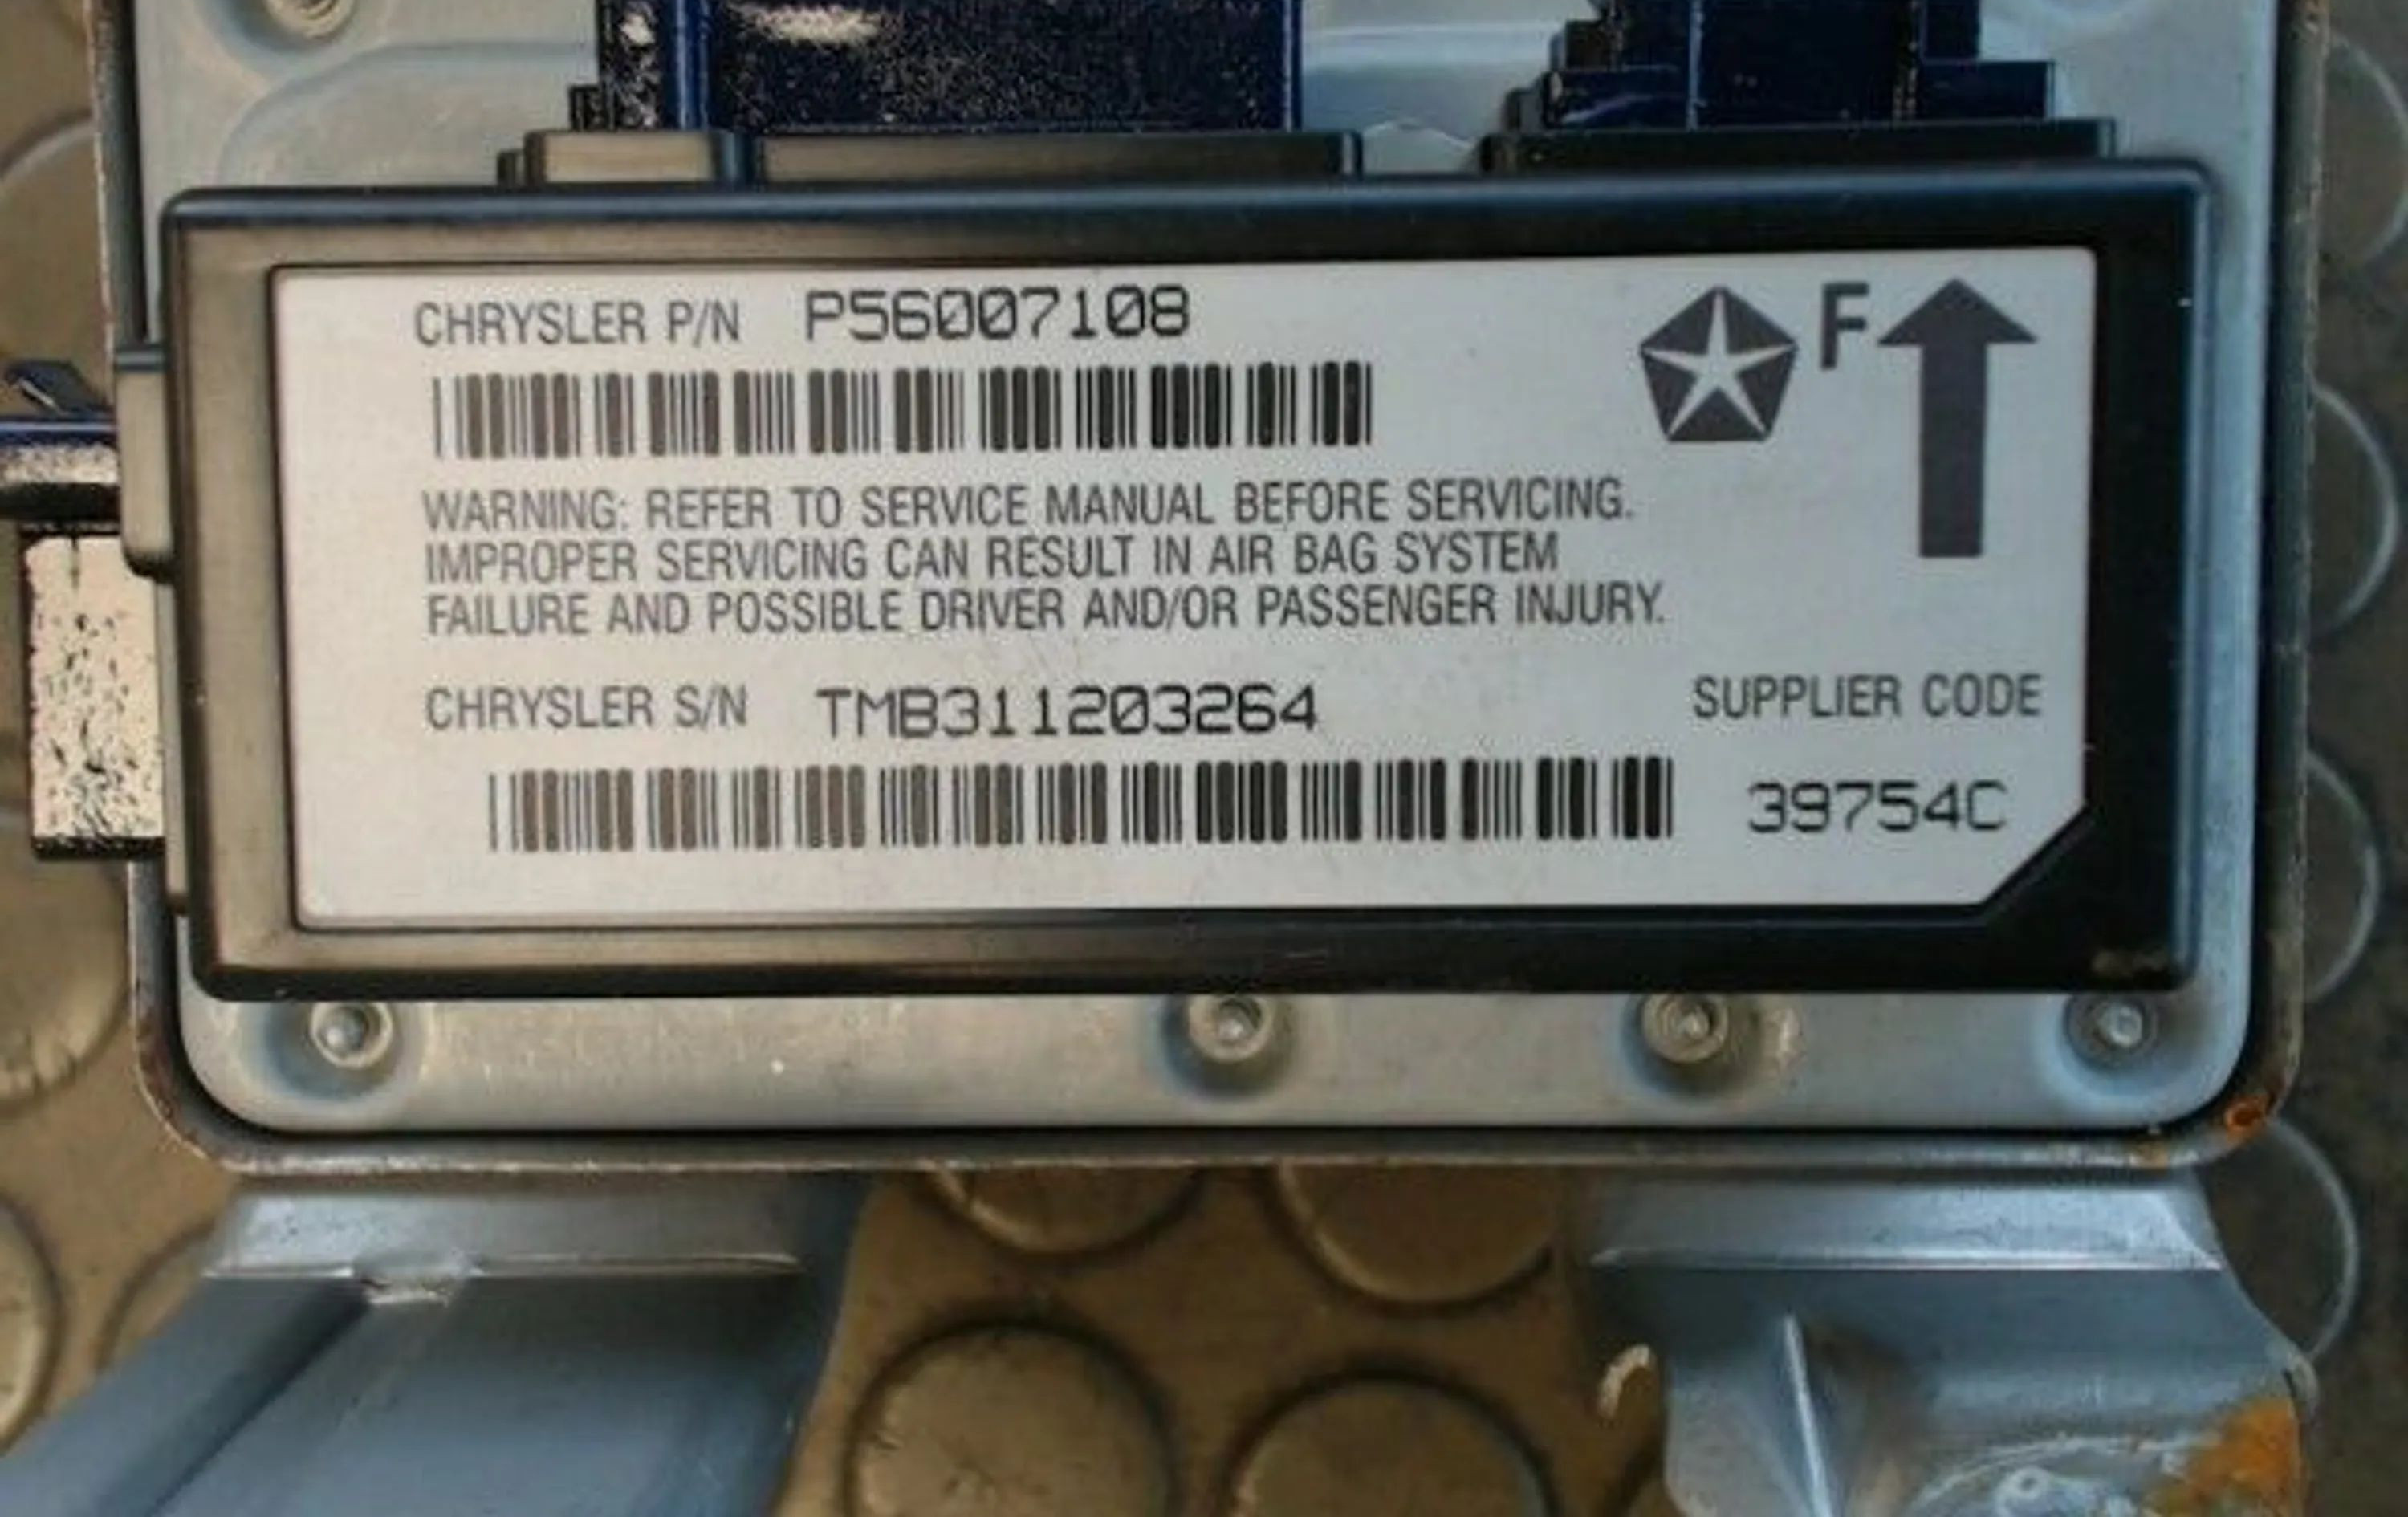 CHRYSLER P/N P56007108
F
WARNING: REFER TO SERVICE MANUAL BEFORE SERVICING.
IMPROPER SERVICING CAN RESULT IN AIR BAG SYSTEM
FAILURE AND POSSIBLE DRIVER AND/OR PASSENGER INJURY.
CHRYSLER S/N TMB311203264
SUPPLIER CODE
39754C